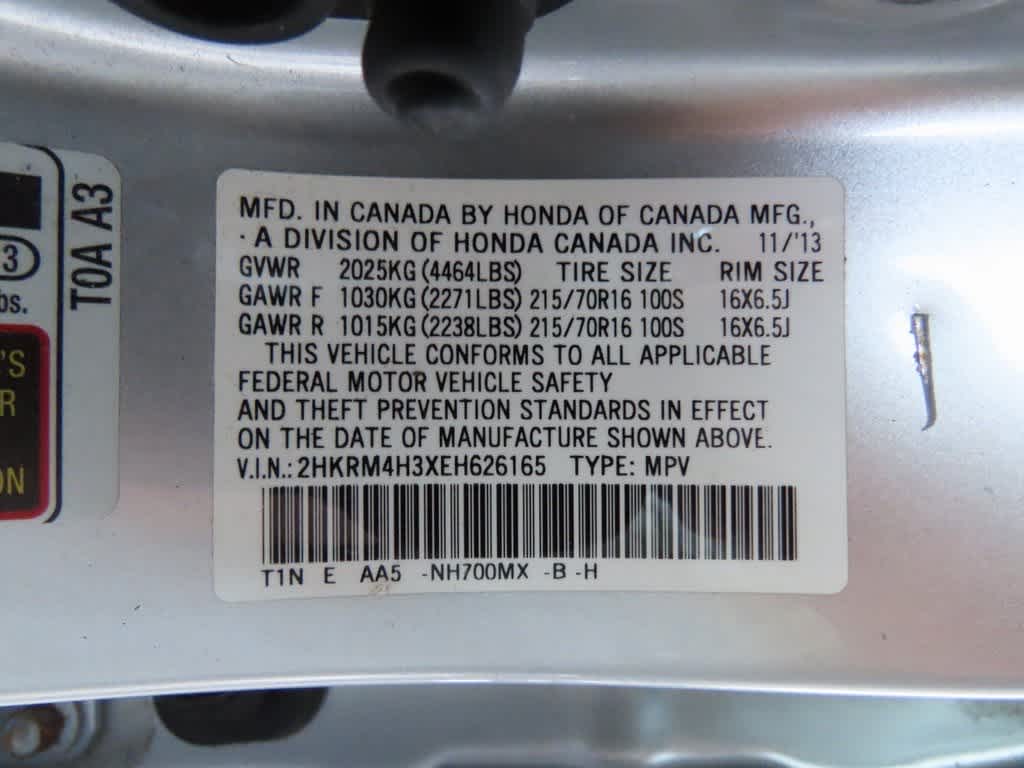 MFD. IN CANADA BY HONDA OF CANADA MFG.,
A DIVISION OF HONDA CANADA INC. 11/'13
GVWR 2025KG (4464LBS) TIRE SIZE RIM SIZE
GAWR F 1030KG (2271LBS) 215/70R16 100S 16X6.5J
GAWR R 1015KG (2238LBS) 215/70R16 100S 16X6.5J
THIS VEHICLE CONFORMS TO ALL APPLICABLE
FEDERAL MOTOR VEHICLE SAFETY
AND THEFT PREVENTION STANDARDS IN EFFECT
ON THE DATE OF MANUFACTURE SHOWN ABOVE.
V.I.N.: 2HKRM4H3XEH626165 TYPE: MPV
T1N E AA5 -NH700MX -B -H
T0A A3
3
bs.
'S
R
ON